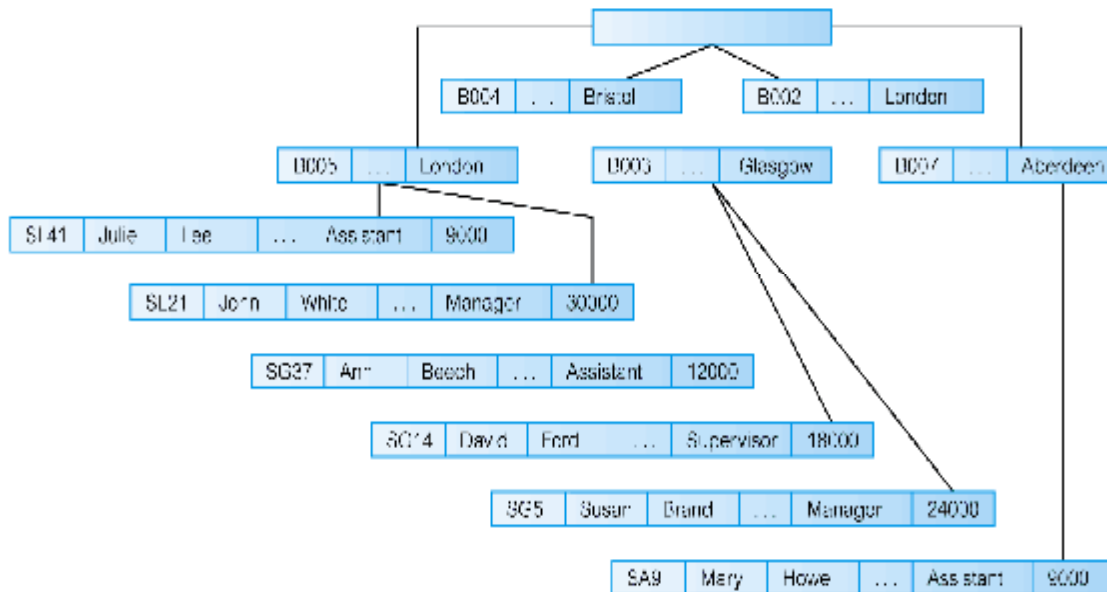 B004 ... Bristol
B002 ... London
B005 ... London
B003 ... Glasgow
B007 ... Aberdeen
SL41 Julie Lee ... Assistant 9000
SL21 John White ... Manager 30000
SG37 Ann Beech ... Assistant 12000
SG14 David Ford ... Supervisor 18000
SG5 Susan Brand ... Manager 24000
SA9 Mary Howe ... Assistant 9000